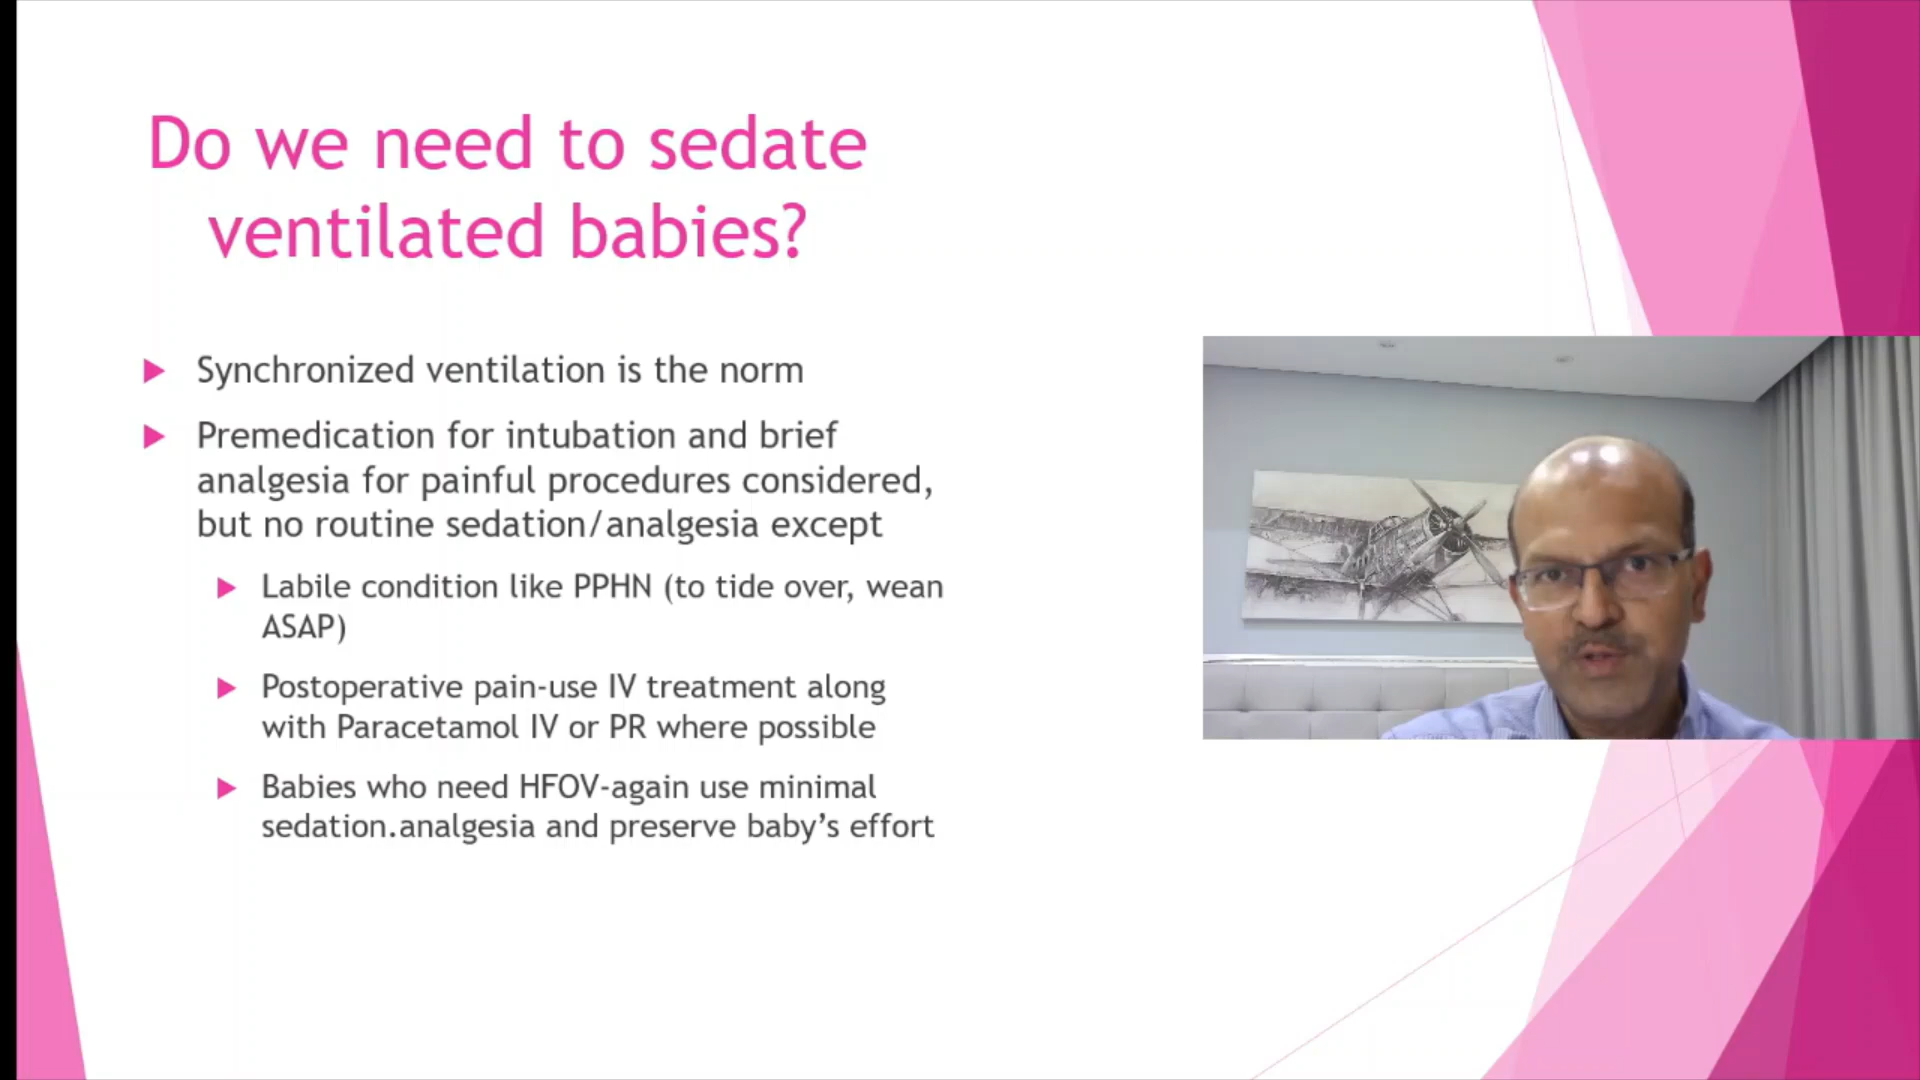 Do we need to sedate
ventilated babies?
Synchronized ventilation is the norm
Premedication for intubation and brief
analgesia for painful procedures considered,
but no routine sedation/analgesia except
Labile condition like PPHN (to tide over, wean
ASAP)
Postoperative pain-use IV treatment along
with Paracetamol IV or PR where possible
Babies who need HFOV-again use minimal
sedation.analgesia and preserve baby's effort